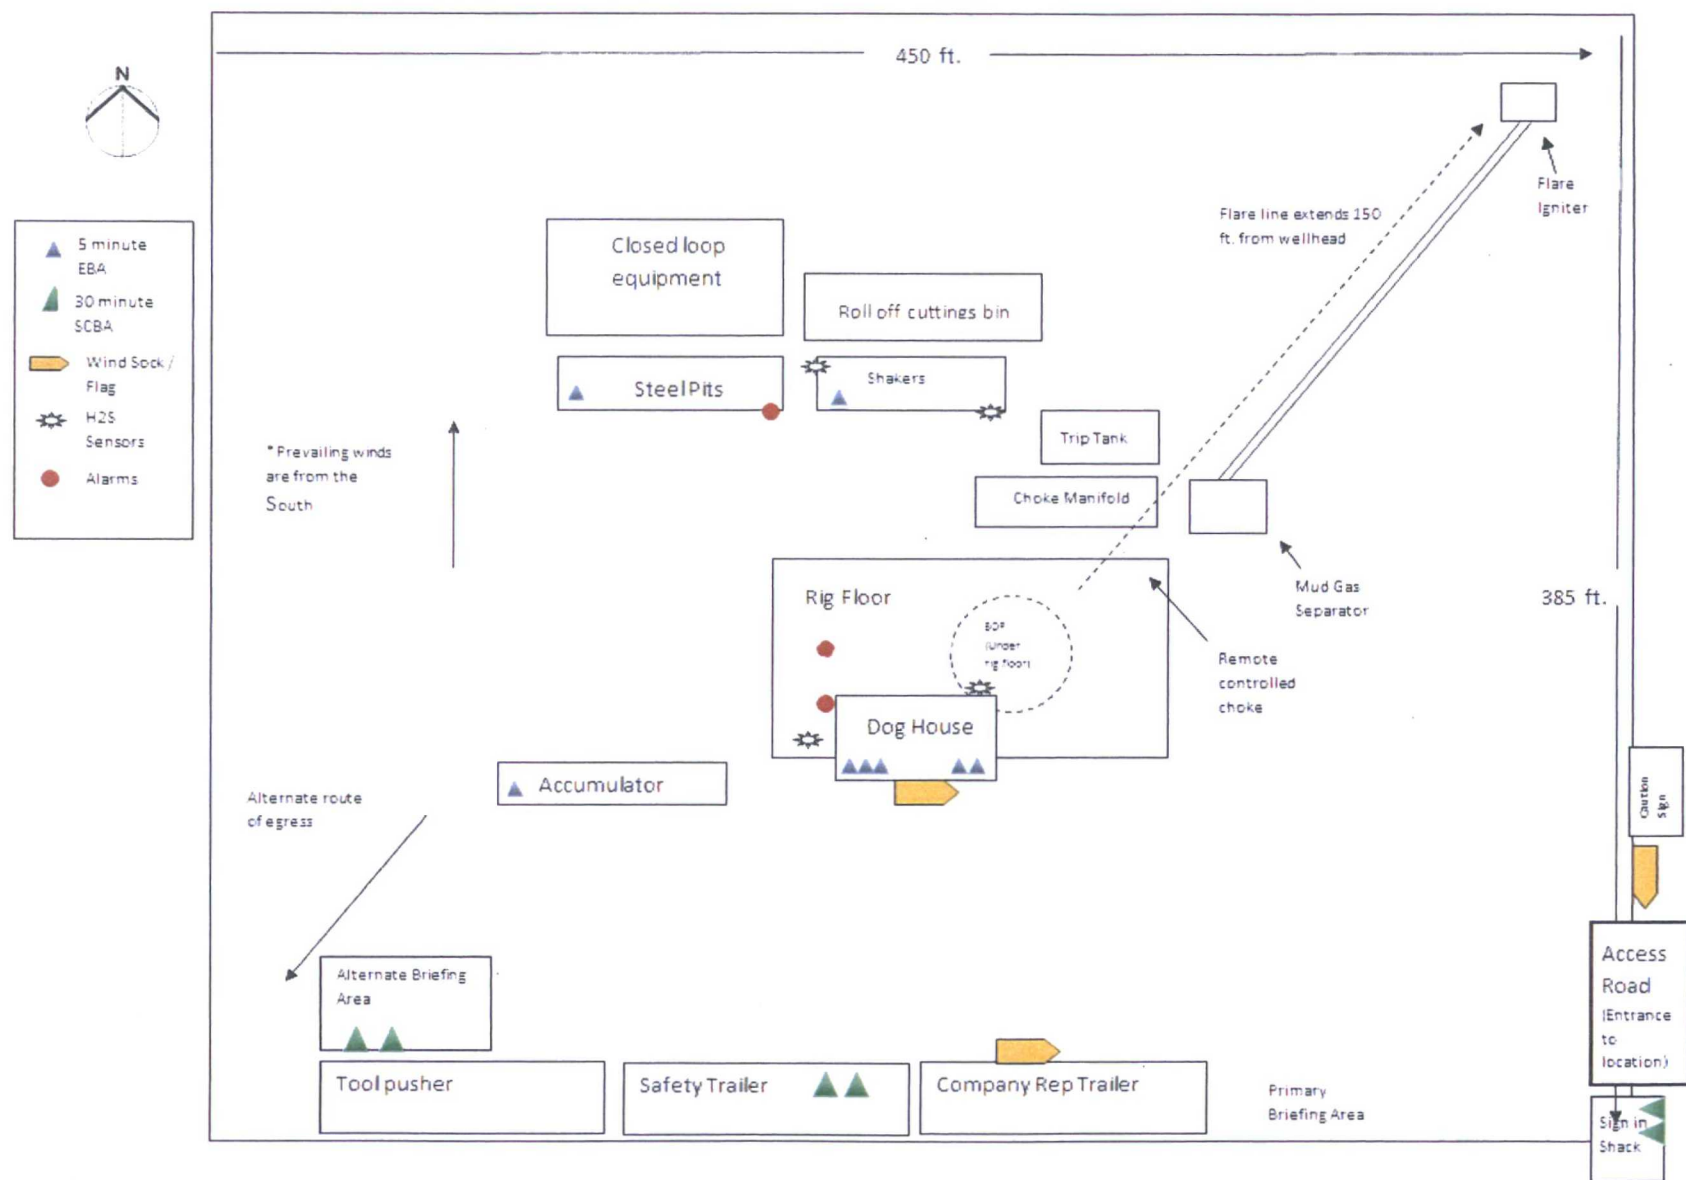 450 ft.
N
Flare
Igniter
5 minute
EBA
30 minute
SCBA
Wind Sock /
Flag
H2S
Sensors
Alarms
Flare line extends 150
ft. from wellhead
Closed loop
equipment
Roll off cuttings bin
Steel Pits
Shakers
Trip Tank
Choke Manifold
*Prevailing winds
are from the
South
Mud Gas
Separator
385 ft.
Rig Floor
BOP
(Under
rig floor)
Remote
controlled
choke
Dog House
Accumulator
Alternate route
of egress
Caution
Sign
Access
Road
(Entrance
to
location)
Alternate Briefing
Area
Tool pusher
Safety Trailer
Company Rep Trailer
Primary
Briefing Area
Sign in
Shack